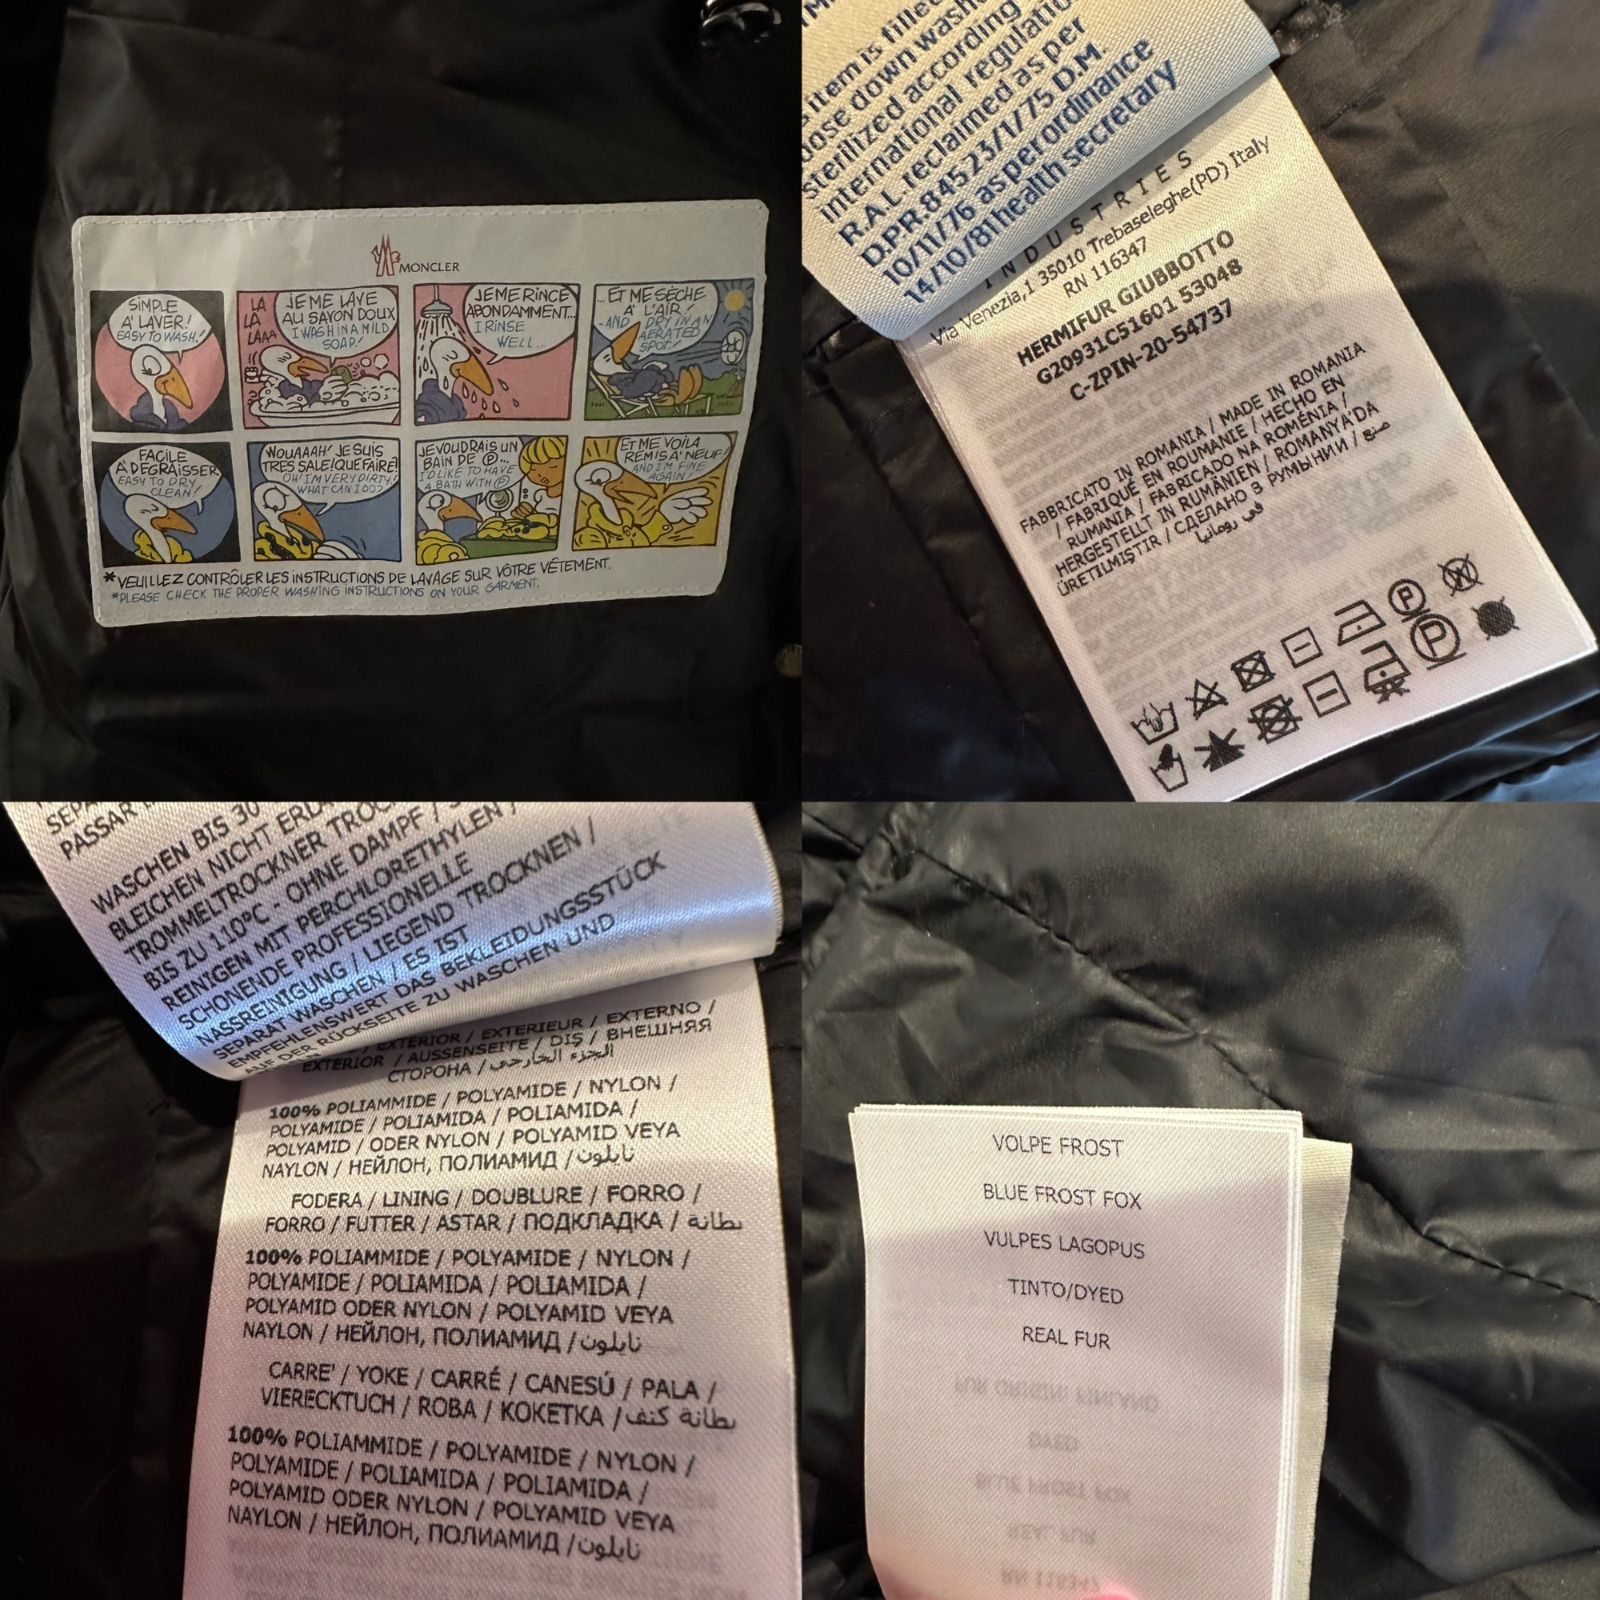 MONCLER
SIMPLE
A' LAVER!
EASY TO WASH!
LA
LA
LAAA
JE ME LAVE
AU SAVON DOUX
I WASH IN A MILD
SOAP!
JE ME RINCE
ABONDAMMENT...
I RINSE
WELL...
...ET ME SÈCHE
À L'AIR!
-AND DRY IN AN
AERATED
SPOT!
FACILE
A DEGRAISSER
EASY TO DRY
CLEAN!
WOUAAAH! JE SUIS
TRES SALE! QUE FAIRE!
OH! I'M VERY DIRTY!
WHAT CAN I DO?
JE VOUDRAIS UN
BAIN DE P...
I'D LIKE TO HAVE
A BATH WITH P
ET ME VOILA
REMIS A' NEUF!
AND I'M FINE
AGAIN!
*VEUILLEZ CONTRÔLER LES INSTRUCTIONS DE LAVAGE SUR VÔTRE VÊTEMENT.
*PLEASE CHECK THE PROPER WASHING INSTRUCTIONS ON YOUR GARMENT.
item is filled
down wash
sterilized according
international regulatio
R.A.L. reclaimed as per
D.P.R.845 23/1/75 D.M.
10/11/76 as per ordinance
14/10/81 health secretary
INDUSTRIES
Via Venezia,1 35010 Trebaseleghe(PD) Italy
RN 116347
HERMIFUR GIUBBOTTO
G20931C51601 53048
C-ZPIN-20-54737
FABBRICATO IN ROMANIA / MADE IN ROMANIA
/ FABRIQUÉ EN ROUMANIE / HECHO EN
RUMANIA / FABRICADO NA ROMÉNIA /
HERGESTELLT IN RUMÄNIEN / ROMANYA'DA
ÜRETILMIŞTIR / СДЕЛАНО В РУМЫНИИ / صنع
في رومانيا
P W
P
SEPA
PASSAR
WASCHEN BIS 30
BLEICHEN NICHT ERLA
TROMMELTROCKNER TROC
BIS ZU 110°C - OHNE DAMPF /
REINIGEN MIT PERCHLORETHYLEN /
SCHONENDE PROFESSIONELLE
NASSREINIGUNG / LIEGEND TROCKNEN /
SEPARAT WASCHEN / ES IST
EMPFEHLENSWERT DAS BEKLEIDUNGSSTÜCK
AUF DER RÜCKSEITE ZU WASCHEN UND
EXTERIOR / EXTERIEUR / EXTERNO /
EXTERIOR / AUSSENSEITE / DIŞ / ВНЕШНЯЯ
СТОРОНА / الجزء الخارجي
100% POLIAMMIDE / POLYAMIDE / NYLON /
POLYAMIDE / POLIAMIDA / POLIAMIDA /
POLYAMID / ODER NYLON / POLYAMID VEYA
NAYLON / НЕЙЛОН, ПОЛИАМИД / نايلون
FODERA / LINING / DOUBLURE / FORRO /
FORRO / FUTTER / ASTAR / ПОДКЛАДКА / بطانة
100% POLIAMMIDE / POLYAMIDE / NYLON /
POLYAMIDE / POLIAMIDA / POLIAMIDA /
POLYAMID ODER NYLON / POLYAMID VEYA
NAYLON / НЕЙЛОН, ПОЛИАМИД / نايلون
CARRE' / YOKE / CARRÉ / CANESÚ / PALA /
VIERECKTUCH / ROBA / КОКЕТКА / بطانة كتف
100% POLIAMMIDE / POLYAMIDE / NYLON /
POLYAMIDE / POLIAMIDA / POLIAMIDA /
POLYAMID ODER NYLON / POLYAMID VEYA
NAYLON / НЕЙЛОН, ПОЛИАМИД / نايلون
VOLPE FROST
BLUE FROST FOX
VULPES LAGOPUS
TINTO/DYED
REAL FUR